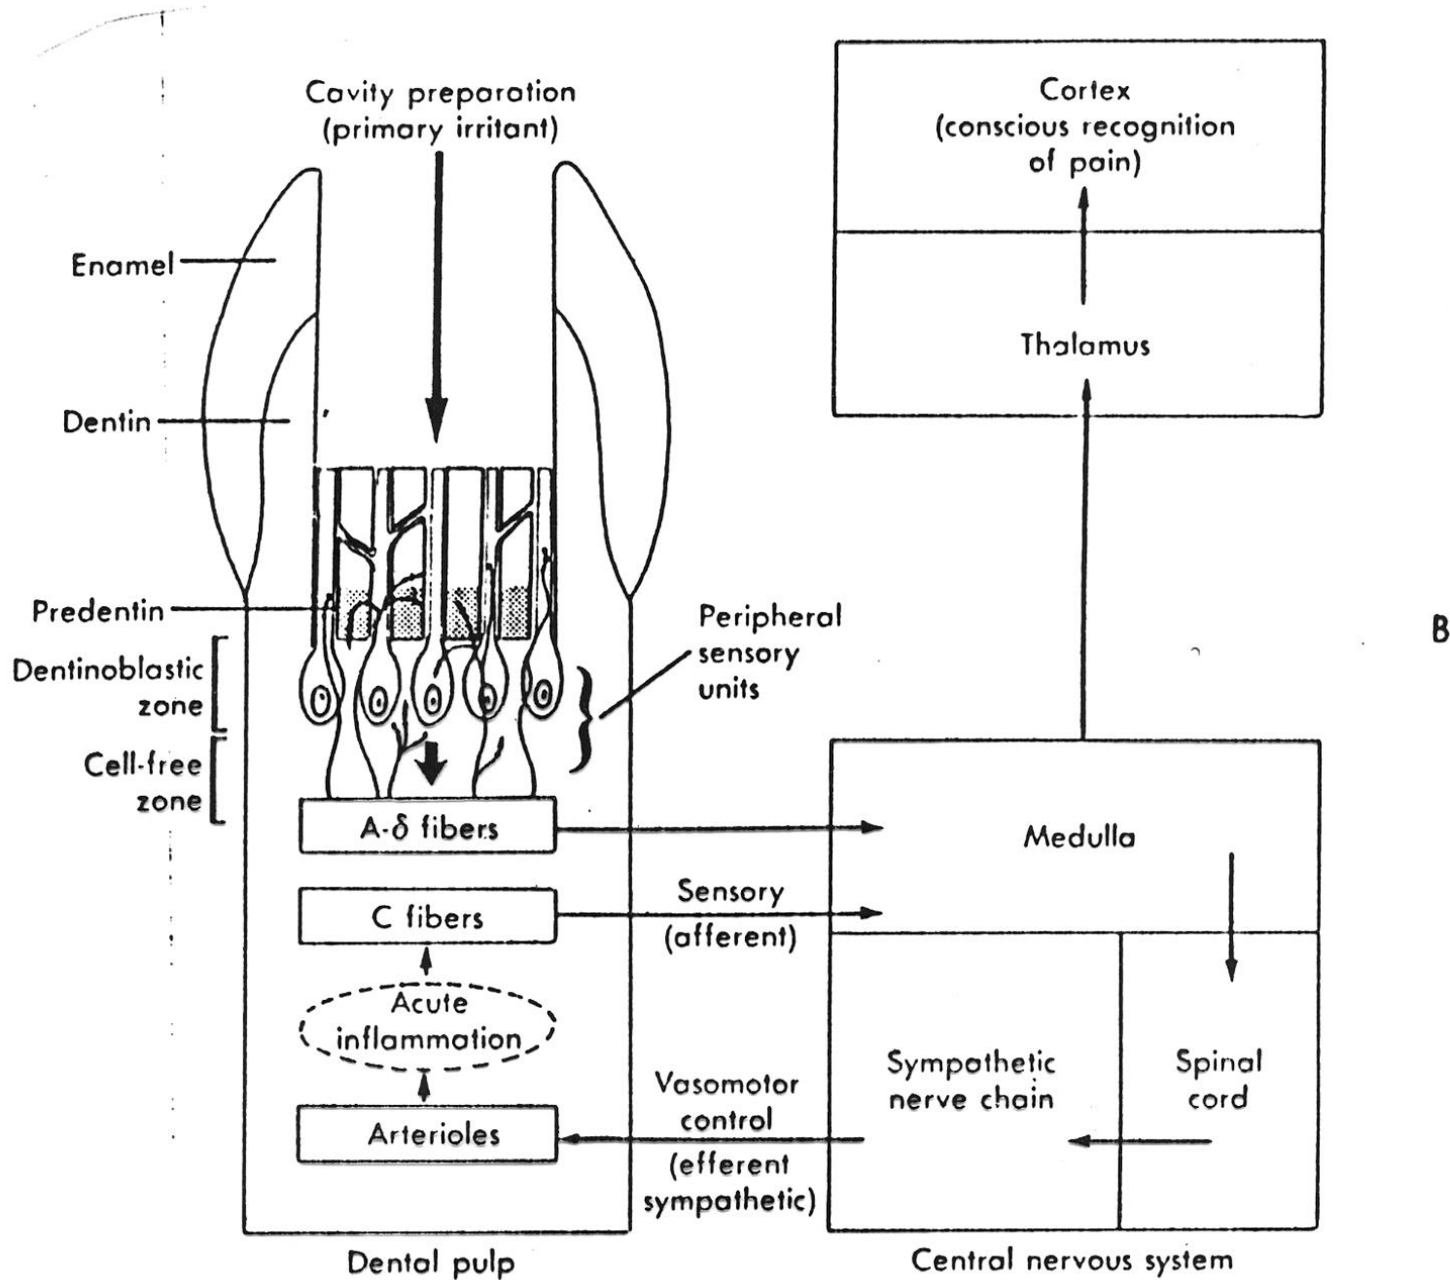 Cavity preparation
(primary irritant)
Cortex
(conscious recognition
of pain)
Enamel
Thalamus
Dentin
Predentin
Peripheral
sensory
units
B
Dentinoblastic
zone
Cell-free
zone
A-δ fibers
Medulla
C fibers
Sensory
(afferent)
Acute
inflammation
Sympathetic
nerve chain
Spinal
cord
Vasomotor
control
Arterioles
(efferent
sympathetic)
Dental pulp
Central nervous system